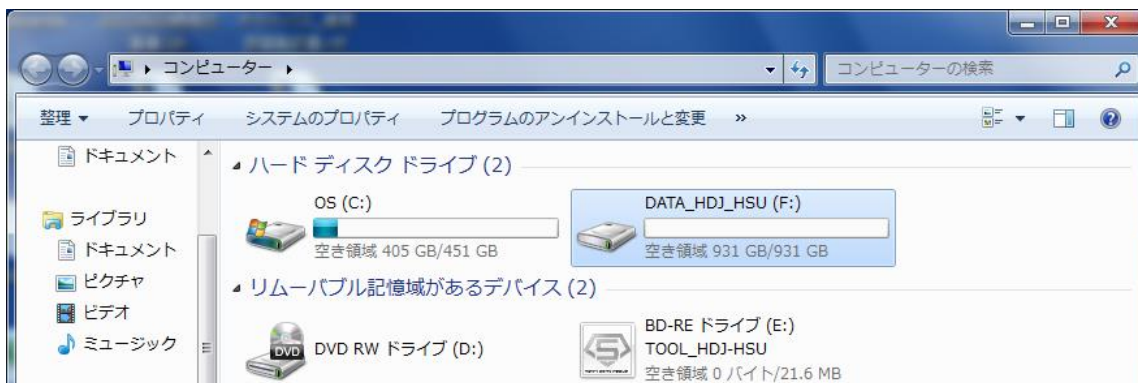 コンピューター
コンピューターの検索
整理 プロパティ システムのプロパティ プログラムのアンインストールと変更 »
ドキュメント
ライブラリ
ドキュメント
ピクチャ
ビデオ
ミュージック
ハード ディスク ドライブ (2)
OS (C:)
空き領域 405 GB/451 GB
DATA_HDJ_HSU (F:)
空き領域 931 GB/931 GB
リムーバブル記憶域があるデバイス (2)
DVD
DVD RW ドライブ (D:)
BD-RE ドライブ (E:)
TOOL_HDJ-HSU
空き領域 0 バイト/21.6 MB